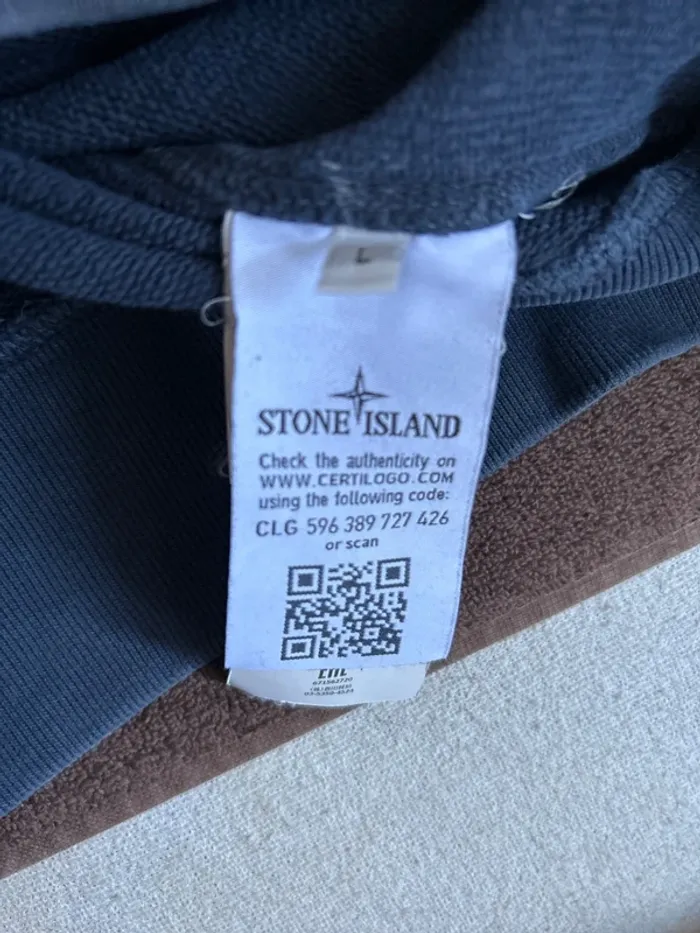 L
STONE ISLAND
Check the authenticity on
WWW.CERTILOGO.COM
using the following code:
CLG 596 389 727 426
or scan